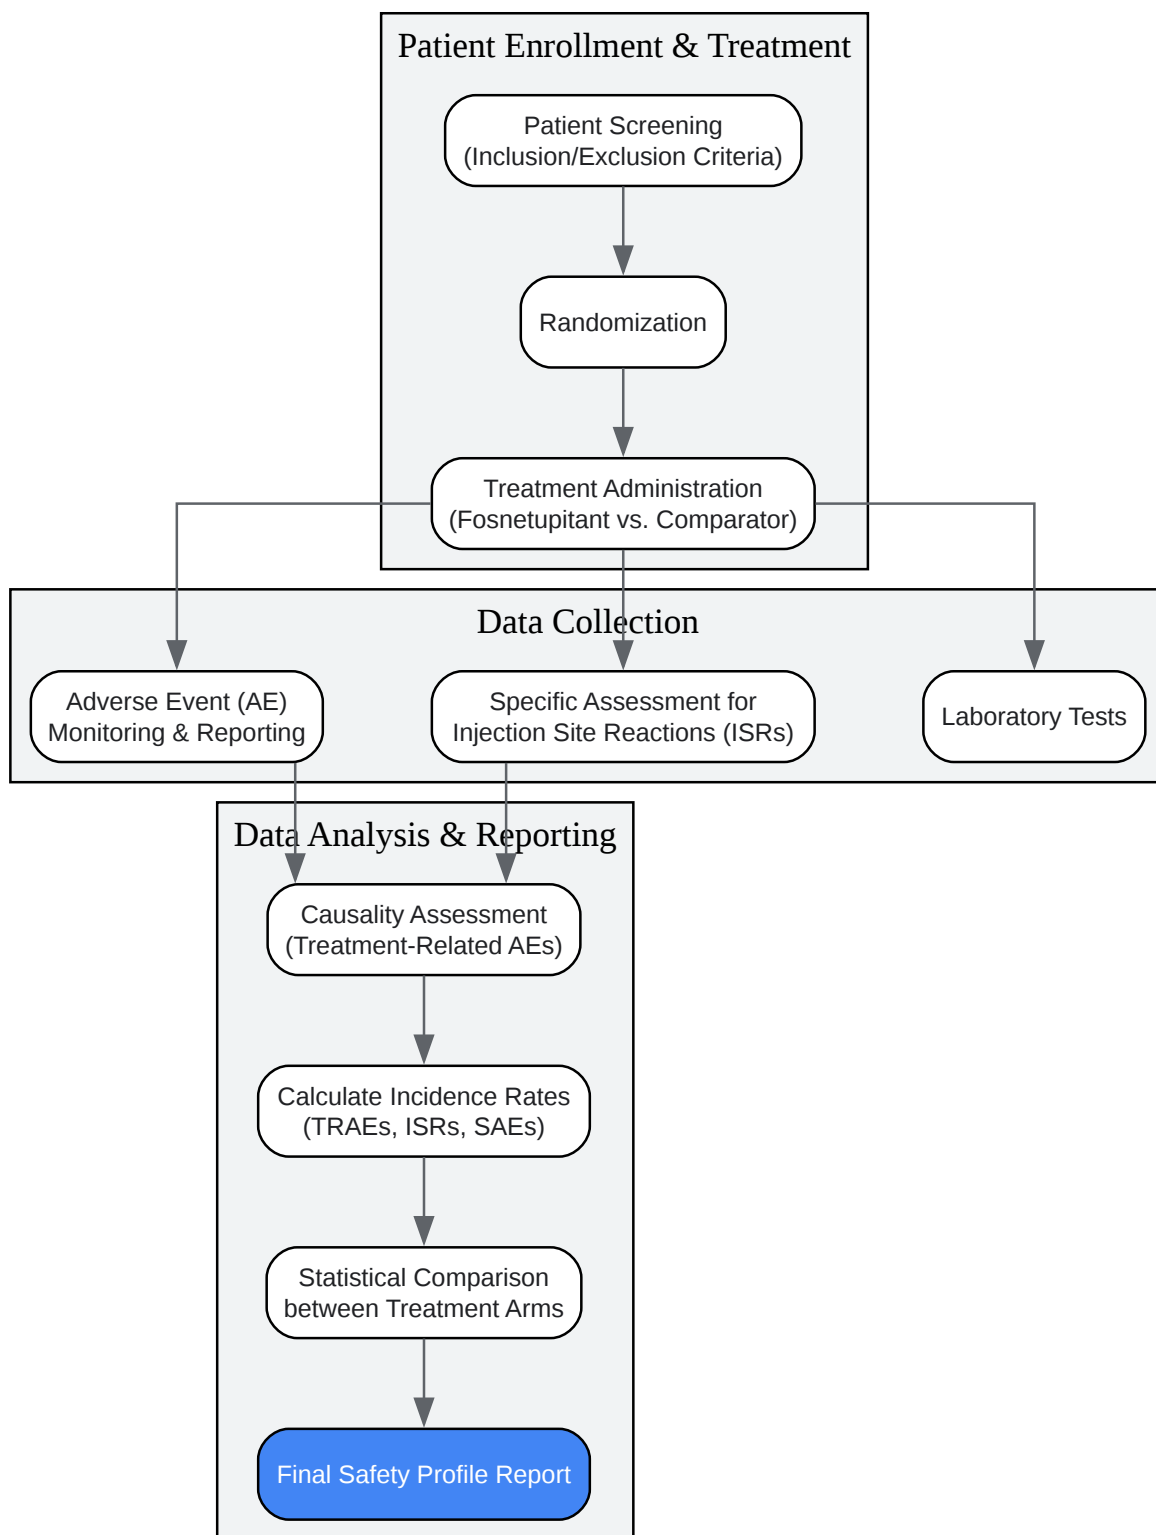 Patient Enrollment & Treatment
Patient Screening
(Inclusion/Exclusion Criteria)
Randomization
Treatment Administration
(Fosnetupitant vs. Comparator)
Data Collection
Adverse Event (AE)
Monitoring & Reporting
Specific Assessment for
Injection Site Reactions (ISRs)
Laboratory Tests
Data Analysis & Reporting
Causality Assessment
(Treatment-Related AEs)
Calculate Incidence Rates
(TRAEs, ISRs, SAEs)
Statistical Comparison
between Treatment Arms
Final Safety Profile Report